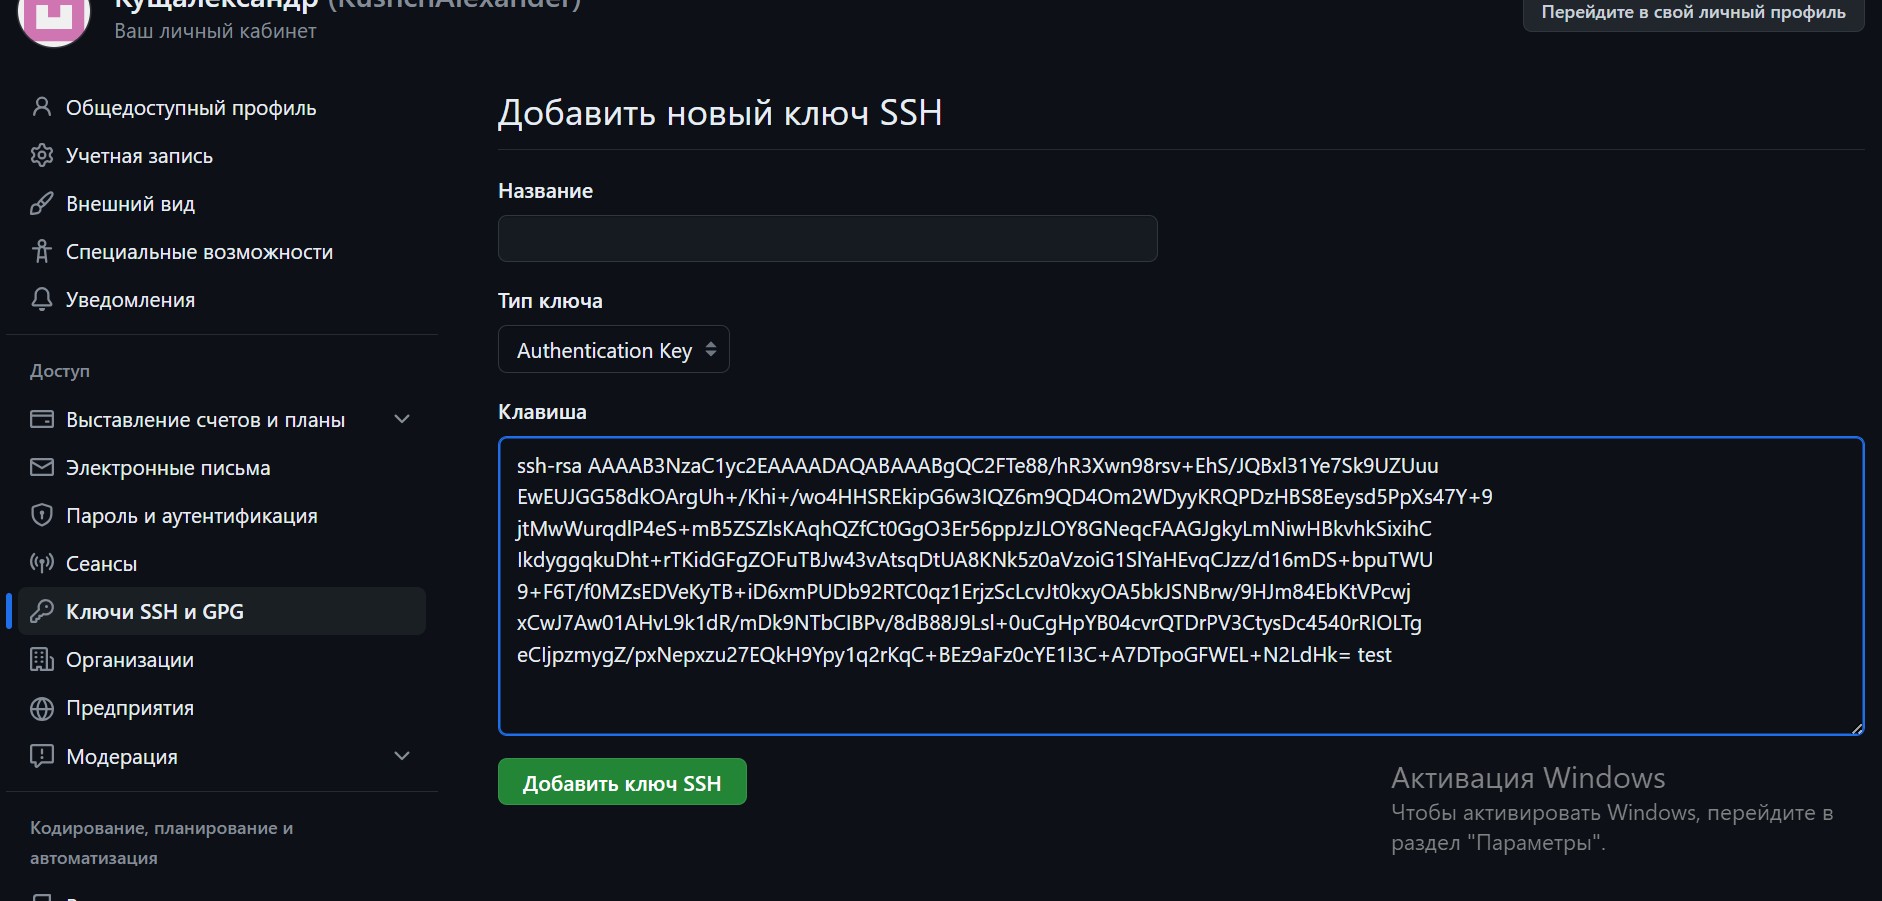 Кущалександр (KushchAlexander)
Ваш личный кабинет
Перейдите в свой личный профиль
Общедоступный профиль
Учетная запись
Внешний вид
Специальные возможности
Уведомления
Доступ
Выставление счетов и планы
Электронные письма
Пароль и аутентификация
Сеансы
Ключи SSH и GPG
Организации
Предприятия
Модерация
Кодирование, планирование и
автоматизация
Добавить новый ключ SSH
Название
Тип ключа
Authentication Key
Клавиша
ssh-rsa AAAAB3NzaC1yc2EAAAADAQABAAABgQC2FTe88/hR3Xwn98rsv+EhS/JQBxl31Ye7Sk9UZUuu
EwEUJGG58dkOArgUh+/Khi+/wo4HHSREkipG6w3IQZ6m9QD4Om2WDyyKRQPDzHBS8Eeysd5PpXs47Y+9
jtMwWurqdlP4eS+mB5ZSZlsKAqhQZfCt0GgO3Er56ppJzJLOY8GNeqcFAAGJgkyLmNiwHBkvhkSixihC
IkdyggqkuDht+rTKidGFgZOFuTBJw43vAtsqDtUA8KNk5z0aVzoiG1SlYaHEvqCJzz/d16mDS+bpuTWU
9+F6T/f0MZsEDVeKyTB+iD6xmPUDb92RTC0qz1ErjzScLcvJt0kxyOA5bkJSNBrw/9HJm84EbKtVPcwj
xCwJ7Aw01AHvL9k1dR/mDk9NTbCIBPv/8dB88J9Lsl+0uCgHpYB04cvrQTDrPV3CtysDc4540rRIOLTg
eCIjpzmygZ/pxNepxzu27EQkH9Ypy1q2rKqC+BEz9aFz0cYE1I3C+A7DTpoGFWEL+N2LdHk= test
Добавить ключ SSH
Активация Windows
Чтобы активировать Windows, перейдите в
раздел "Параметры".